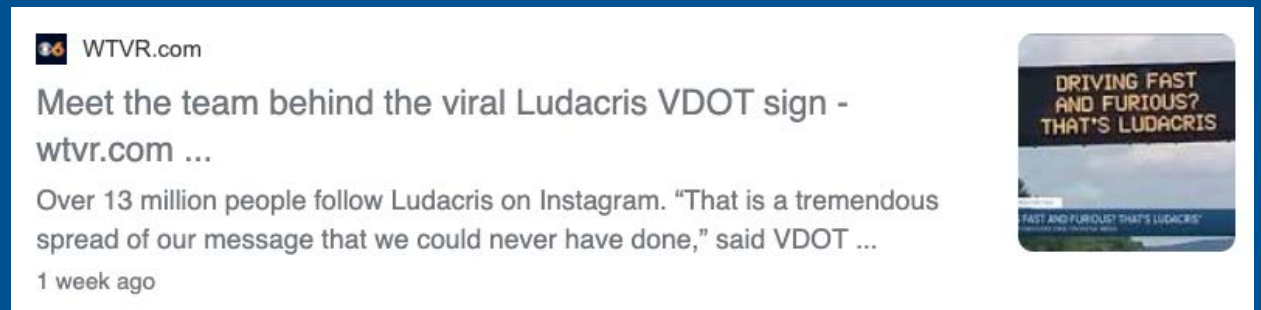 WTVR.com
Meet the team behind the viral Ludacris VDOT sign -
wtvr.com ...
Over 13 million people follow Ludacris on Instagram. “That is a tremendous
spread of our message that we could never have done,” said VDOT ...
1 week ago
DRIVING FAST
AND FURIOUS?
THAT'S LUDACRIS
FAST AND FURIOUS? THAT'S LUDACRIS"